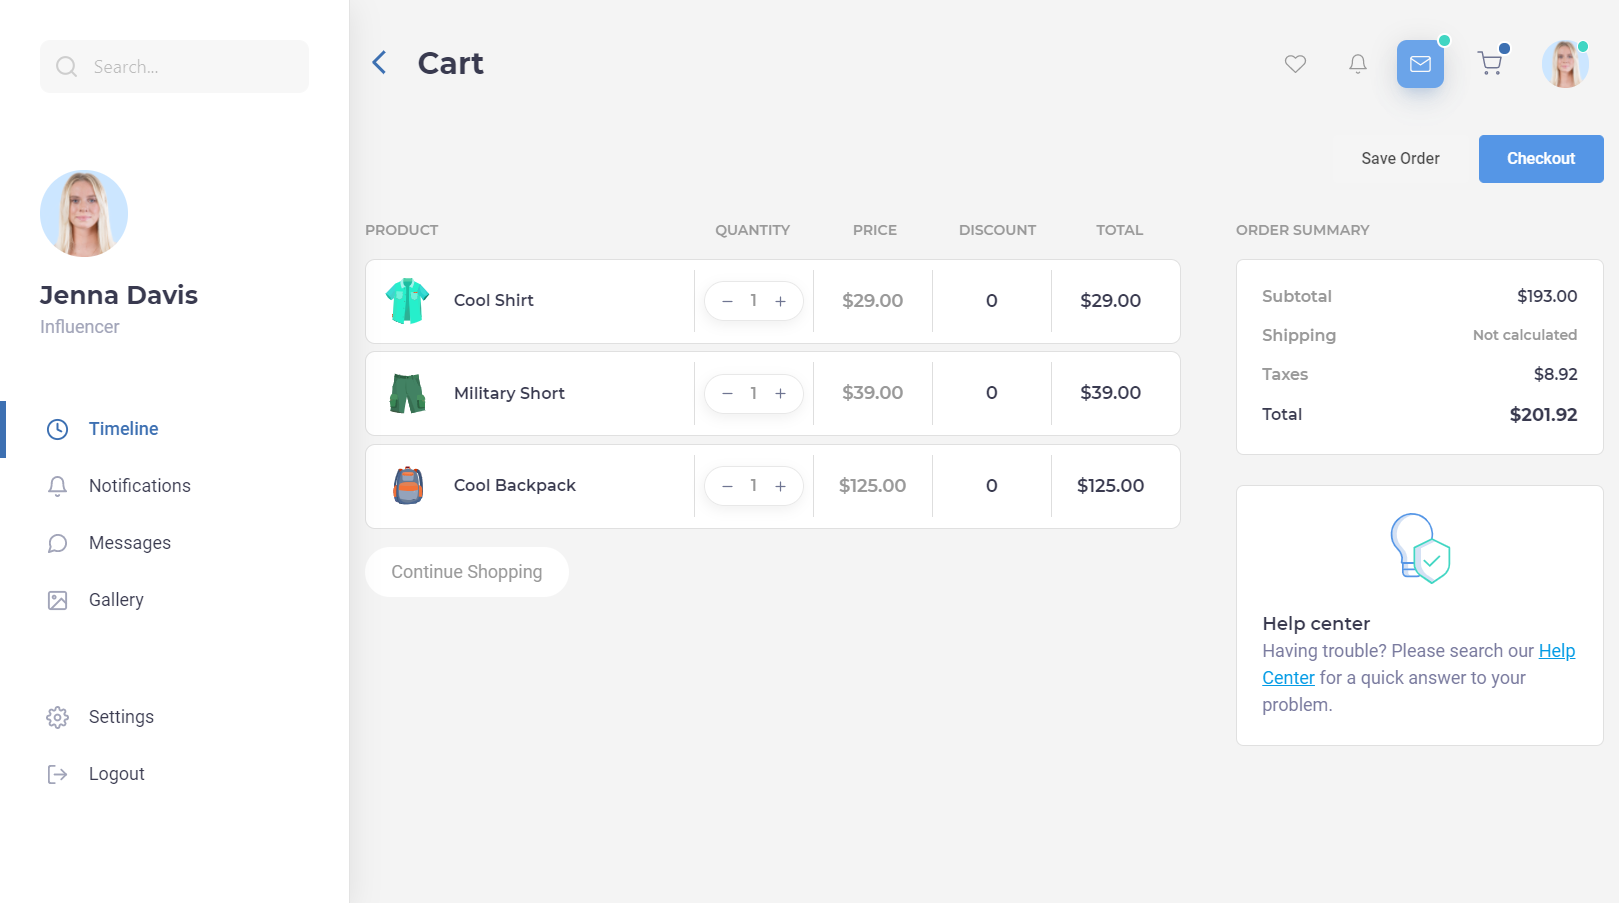 Search...
Cart
Save Order
Checkout
Jenna Davis
Influencer
Timeline
Notifications
Messages
Gallery
Settings
Logout
PRODUCT QUANTITY PRICE DISCOUNT TOTAL
Cool Shirt − 1 + $29.00 0 $29.00
Military Short − 1 + $39.00 0 $39.00
Cool Backpack − 1 + $125.00 0 $125.00
Continue Shopping
ORDER SUMMARY
Subtotal $193.00
Shipping Not calculated
Taxes $8.92
Total $201.92
Help center
Having trouble? Please search our Help
Center for a quick answer to your
problem.